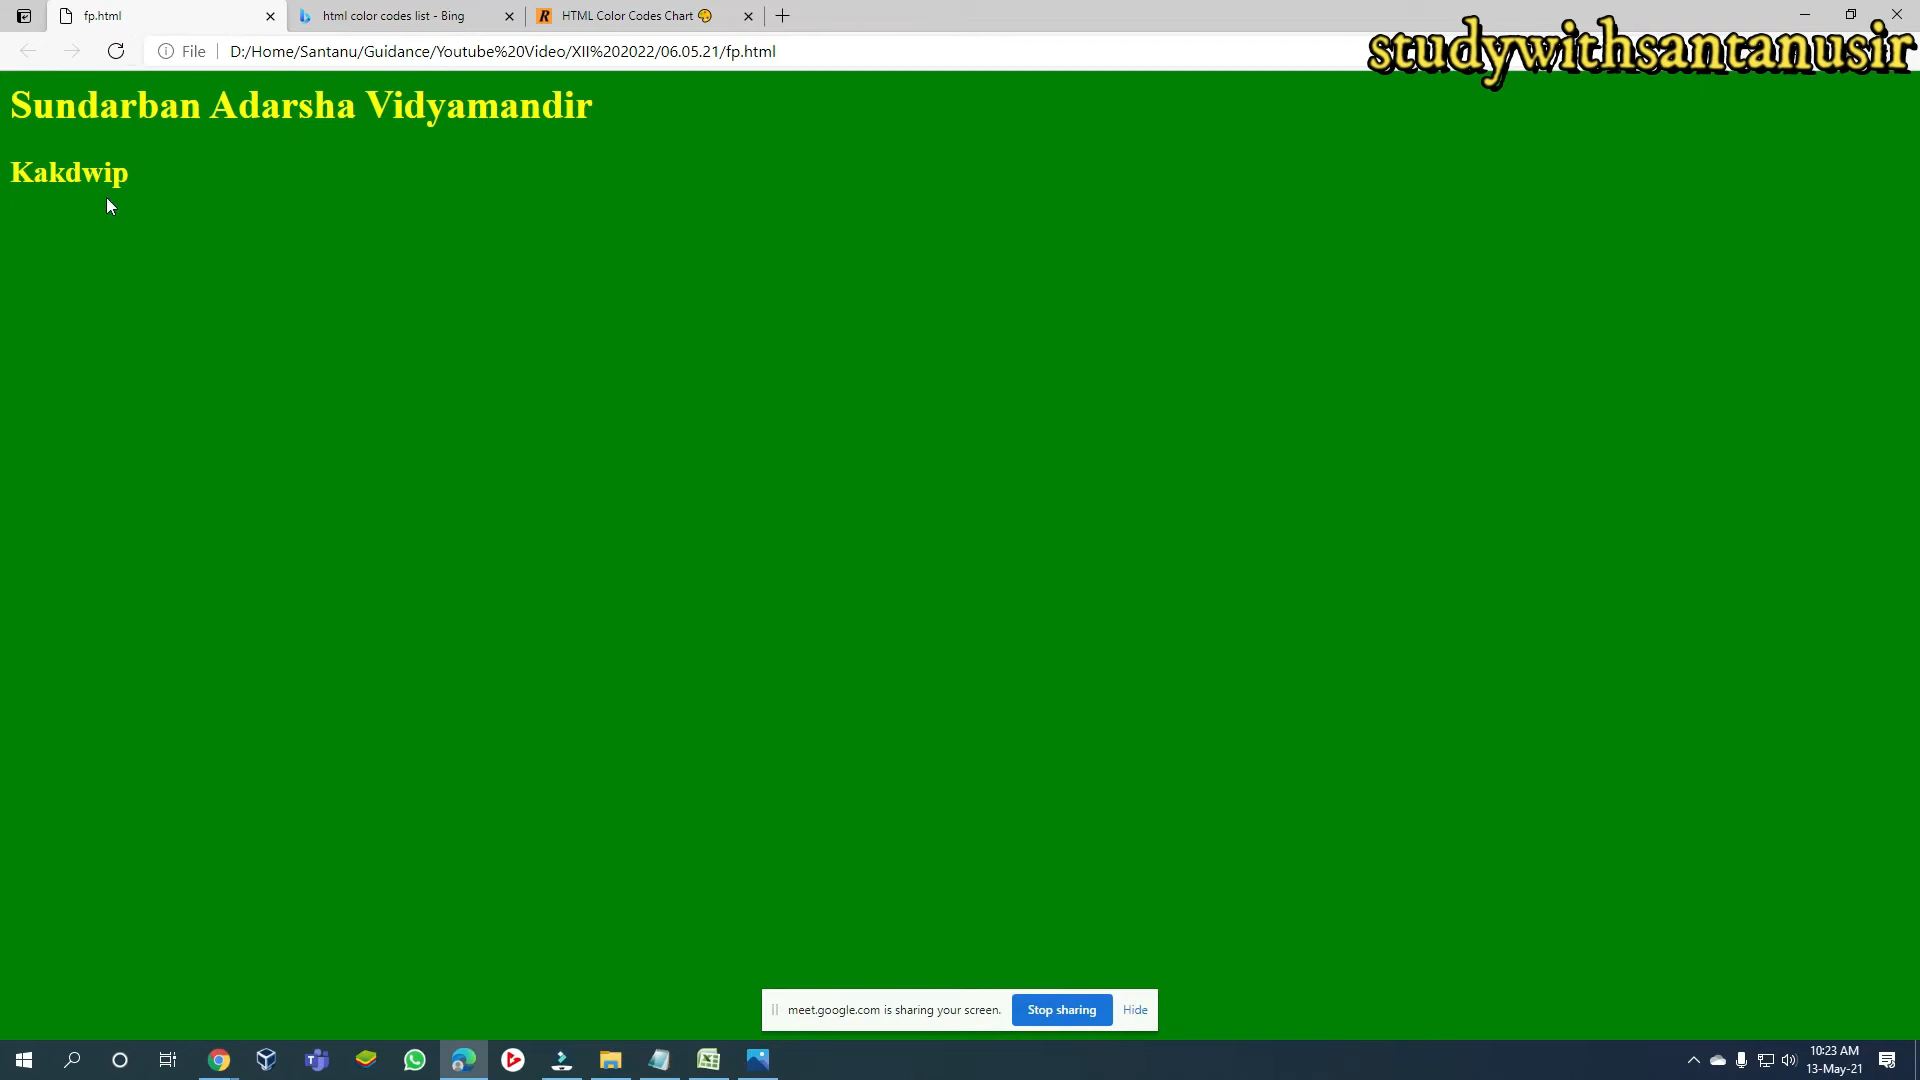 fp.html
html color codes list - Bing
R
HTML Color Codes Chart
File
D:/Home/Santanu/Guidance/Youtube%20Video/XII%202022/06.05.21/fp.html
studywithsantanusir
Sundarban Adarsha Vidyamandir
Kakdwip
meet.google.com is sharing your screen.
Stop sharing
Hide
10:23 AM
13-May-21